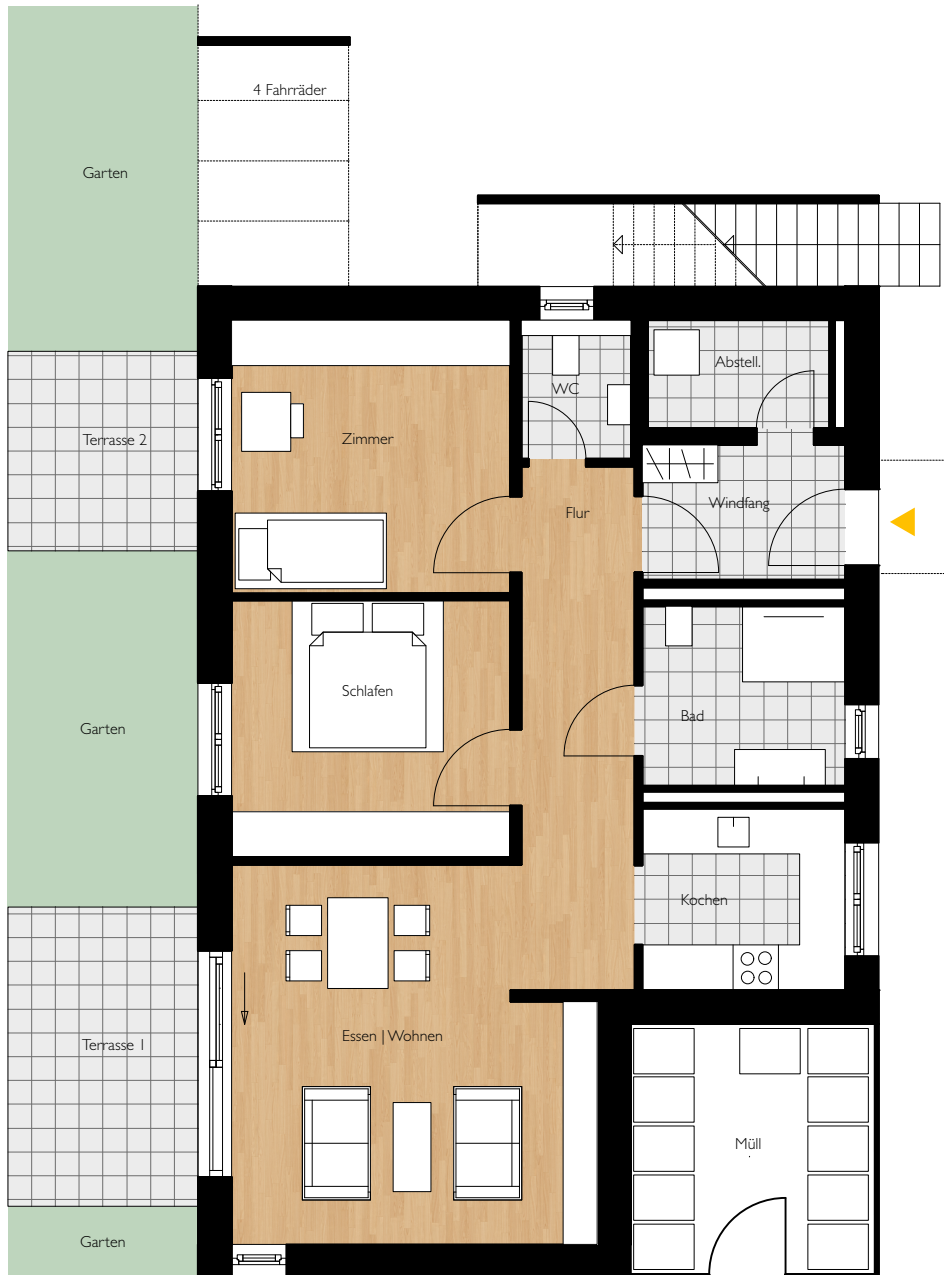 4 Fahrräder
Garten
Abstell.
WC
Terrasse 2
Zimmer
Windfang
Flur
Schlafen
Bad
Garten
Kochen
Essen | Wohnen
Terrasse 1
Müll
Garten